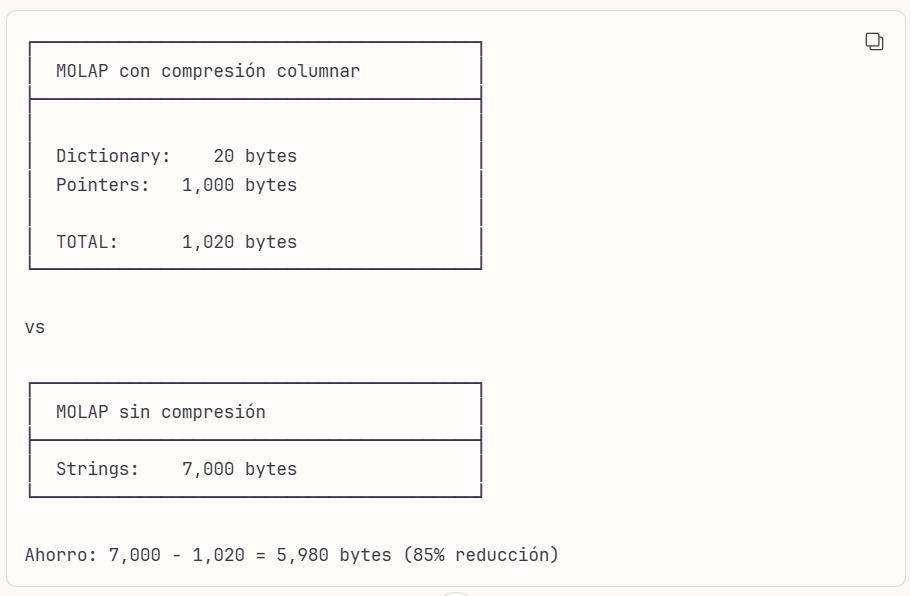 MOLAP con compresión columnar
Dictionary:    20 bytes
Pointers:   1,000 bytes
TOTAL:      1,020 bytes
vs
MOLAP sin compresión
Strings:    7,000 bytes
Ahorro: 7,000 - 1,020 = 5,980 bytes (85% reducción)